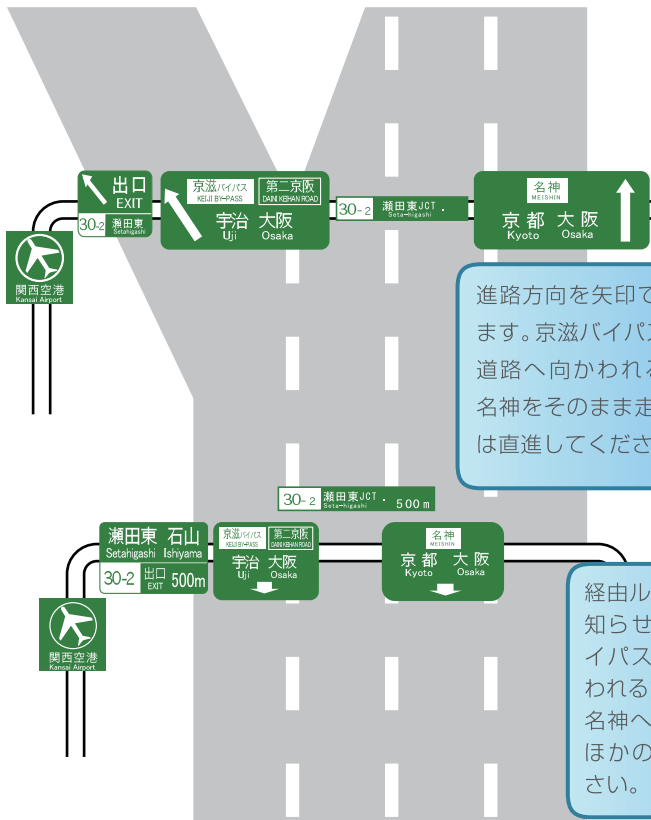 出口
EXIT
30-2 瀬田東
Setahigashi
京滋バイパス 第二京阪
KEIJI BY-PASS DAINI KEIHAN ROAD
宇治 大阪
Uji Osaka
30-2 瀬田東JCT.
Seta-higashi
名神
MEISHIN
京都 大阪
Kyoto Osaka
関西空港
Kansai Airport
進路方向を矢印で
ます。京滋バイパス
道路へ向かわれる
名神をそのまま走
は直進してくださ
30-2 瀬田東JCT. 500m
Seta-higashi
瀬田東 石山
Setahigashi Ishiyama
30-2 出口 500m
EXIT
京滋バイパス 第二京阪
KEIJI BY-PASS DAINI KEIHAN ROAD
宇治 大阪
Uji Osaka
名神
MEISHIN
京都 大阪
Kyoto Osaka
関西空港
Kansai Airport
経由ル
知らせ
イパス
われる
名神へ
ほかの
さい。